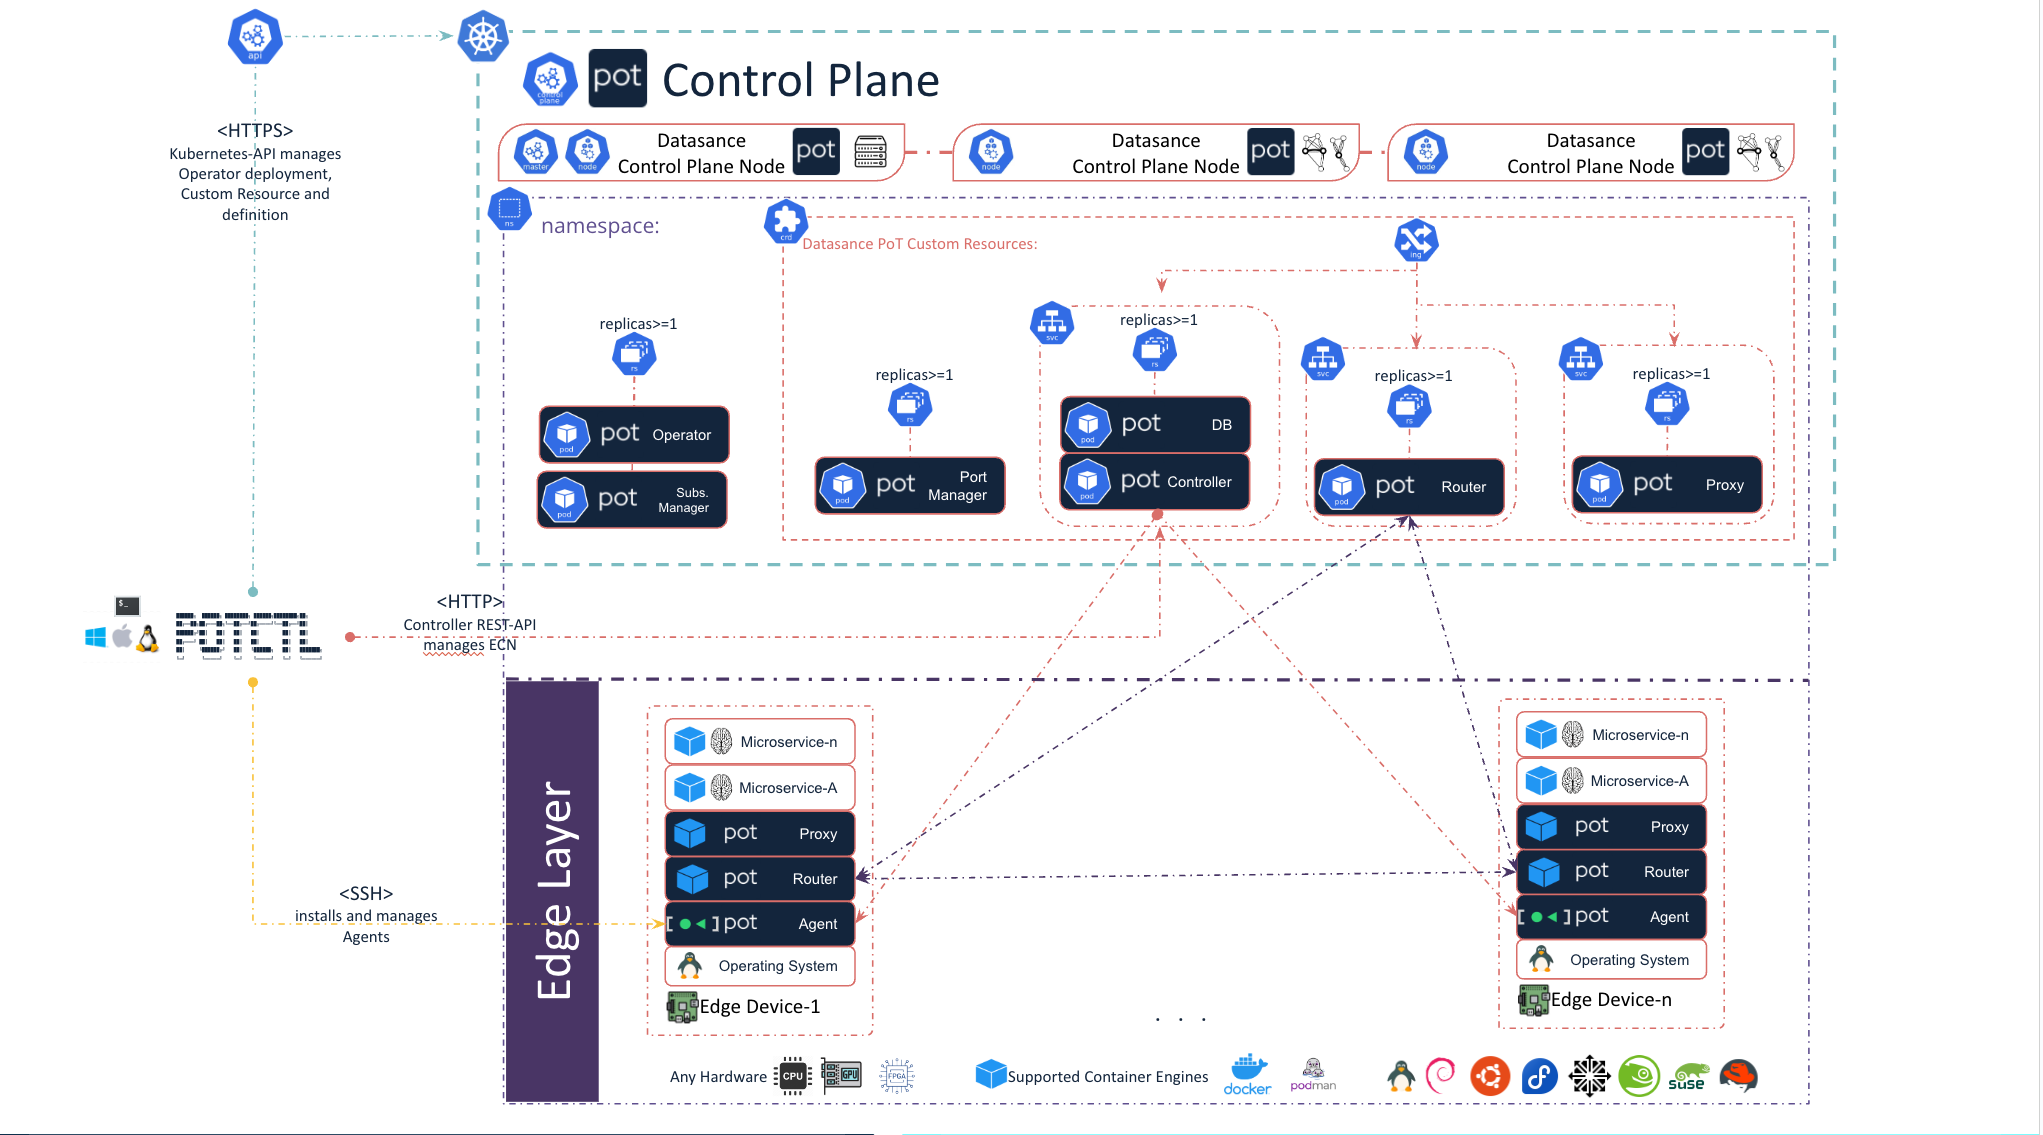 api
pot Control Plane
control
plane
<HTTPS>
Kubernetes-API manages
Operator deployment,
Custom Resource and
definition
master
node
Datasance
Control Plane Node
pot
node
Datasance
Control Plane Node
pot
node
Datasance
Control Plane Node
pot
ns
namespace:
crd
Datasance PoT Custom Resources:
ing
replicas>=1
rs
pod
pot Operator
pod
pot Subs.
Manager
replicas>=1
rs
pod
pot Port
Manager
svc
replicas>=1
rs
pod
pot DB
pod
pot Controller
svc
replicas>=1
rs
pod
pot Router
svc
replicas>=1
rs
pod
pot Proxy
$_
POTCTL
<HTTP>
Controller REST-API
manages ECN
<SSH>
installs and manages
Agents
Edge Layer
Microservice-n
Microservice-A
pot Proxy
pot Router
pot Agent
Operating System
Edge Device-1
. . .
Microservice-n
Microservice-A
pot Proxy
pot Router
pot Agent
Operating System
Edge Device-n
Any Hardware
CPU
GPU
FPGA
Supported Container Engines
docker
podman
suse